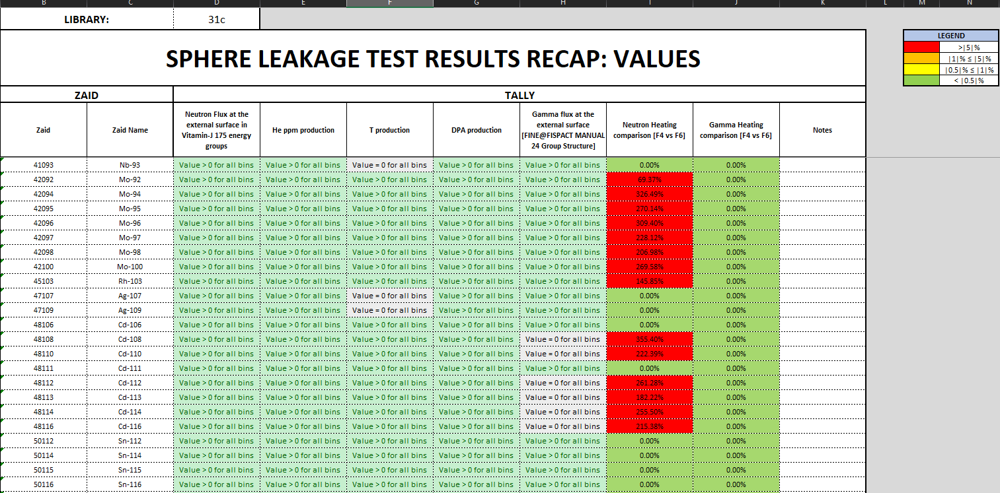 B C D E F G H I J K L M N
LIBRARY: 31c
SPHERE LEAKAGE TEST RESULTS RECAP: VALUES
LEGEND
>|5|%
|1|% ≤ |5|%
|0.5|% ≤ |1|%
< |0.5|%
ZAID TALLY
Zaid
Zaid Name
Neutron Flux at the
external surface in
Vitamin-J 175 energy
groups
He ppm production
T production
DPA production
Gamma flux at the
external surface
[FINE@FISPACT MANUAL
24 Group Structure]
Neutron Heating
comparison [F4 vs F6]
Gamma Heating
comparison [F4 vs F6]
Notes
41093 Nb-93 Value > 0 for all bins Value > 0 for all bins Value = 0 for all bins Value > 0 for all bins Value > 0 for all bins 0.00% 0.00%
42092 Mo-92 Value > 0 for all bins Value > 0 for all bins Value > 0 for all bins Value > 0 for all bins Value > 0 for all bins 69.37% 0.00%
42094 Mo-94 Value > 0 for all bins Value > 0 for all bins Value > 0 for all bins Value > 0 for all bins Value > 0 for all bins 326.49% 0.00%
42095 Mo-95 Value > 0 for all bins Value > 0 for all bins Value > 0 for all bins Value > 0 for all bins Value > 0 for all bins 270.14% 0.00%
42096 Mo-96 Value > 0 for all bins Value > 0 for all bins Value > 0 for all bins Value > 0 for all bins Value > 0 for all bins 309.40% 0.00%
42097 Mo-97 Value > 0 for all bins Value > 0 for all bins Value > 0 for all bins Value > 0 for all bins Value > 0 for all bins 228.12% 0.00%
42098 Mo-98 Value > 0 for all bins Value > 0 for all bins Value > 0 for all bins Value > 0 for all bins Value > 0 for all bins 206.98% 0.00%
42100 Mo-100 Value > 0 for all bins Value > 0 for all bins Value > 0 for all bins Value > 0 for all bins Value > 0 for all bins 269.58% 0.00%
45103 Rh-103 Value > 0 for all bins Value > 0 for all bins Value > 0 for all bins Value > 0 for all bins Value > 0 for all bins 145.85% 0.00%
47107 Ag-107 Value > 0 for all bins Value > 0 for all bins Value = 0 for all bins Value > 0 for all bins Value > 0 for all bins 0.00% 0.00%
47109 Ag-109 Value > 0 for all bins Value > 0 for all bins Value = 0 for all bins Value > 0 for all bins Value > 0 for all bins 0.00% 0.00%
48106 Cd-106 Value > 0 for all bins Value > 0 for all bins Value > 0 for all bins Value > 0 for all bins Value > 0 for all bins 0.00% 0.00%
48108 Cd-108 Value > 0 for all bins Value > 0 for all bins Value > 0 for all bins Value > 0 for all bins Value = 0 for all bins 355.40% 0.00%
48110 Cd-110 Value > 0 for all bins Value > 0 for all bins Value > 0 for all bins Value > 0 for all bins Value = 0 for all bins 222.39% 0.00%
48111 Cd-111 Value > 0 for all bins Value > 0 for all bins Value > 0 for all bins Value > 0 for all bins Value > 0 for all bins 0.00% 0.00%
48112 Cd-112 Value > 0 for all bins Value > 0 for all bins Value > 0 for all bins Value > 0 for all bins Value = 0 for all bins 261.28% 0.00%
48113 Cd-113 Value > 0 for all bins Value > 0 for all bins Value > 0 for all bins Value > 0 for all bins Value = 0 for all bins 182.22% 0.00%
48114 Cd-114 Value > 0 for all bins Value > 0 for all bins Value > 0 for all bins Value > 0 for all bins Value = 0 for all bins 255.50% 0.00%
48116 Cd-116 Value > 0 for all bins Value > 0 for all bins Value > 0 for all bins Value > 0 for all bins Value = 0 for all bins 215.38% 0.00%
50112 Sn-112 Value > 0 for all bins Value > 0 for all bins Value > 0 for all bins Value > 0 for all bins Value > 0 for all bins 0.00% 0.00%
50114 Sn-114 Value > 0 for all bins Value > 0 for all bins Value > 0 for all bins Value > 0 for all bins Value > 0 for all bins 0.00% 0.00%
50115 Sn-115 Value > 0 for all bins Value > 0 for all bins Value > 0 for all bins Value > 0 for all bins Value > 0 for all bins 0.00% 0.00%
50116 Sn-116 Value > 0 for all bins Value > 0 for all bins Value > 0 for all bins Value > 0 for all bins Value > 0 for all bins 0.00% 0.00%